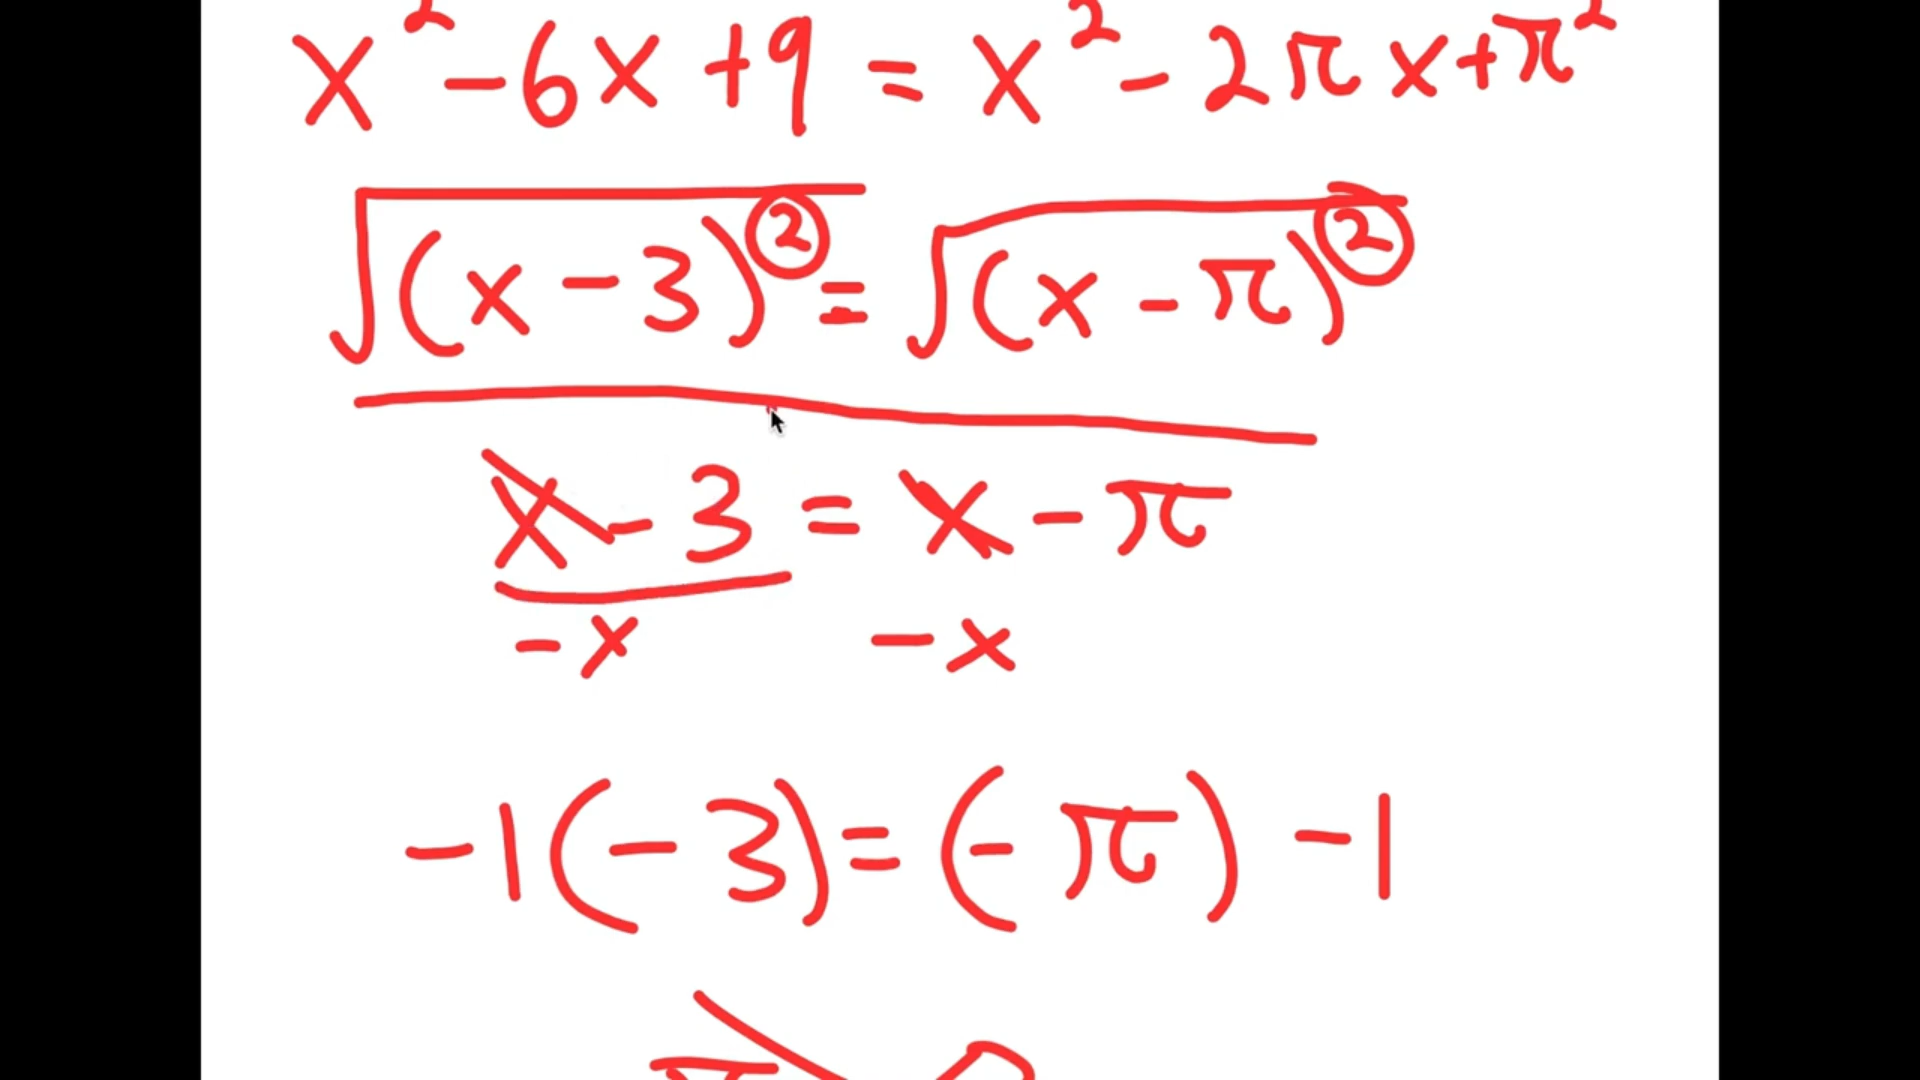 x² - 6x + 9 = x² - 2πx + π²
√(x - 3)² = √(x - π)²
x - 3 = x - π
-x -x
-1(-3) = (-π) -1